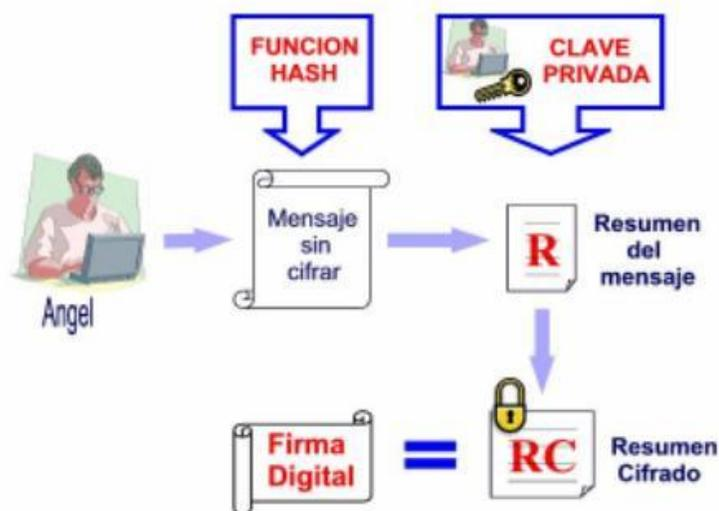 FUNCION
HASH
CLAVE
PRIVADA
Mensaje
sin
cifrar
R
Resumen
del
mensaje
Angel
Firma
Digital
=
RC
Resumen
Cifrado